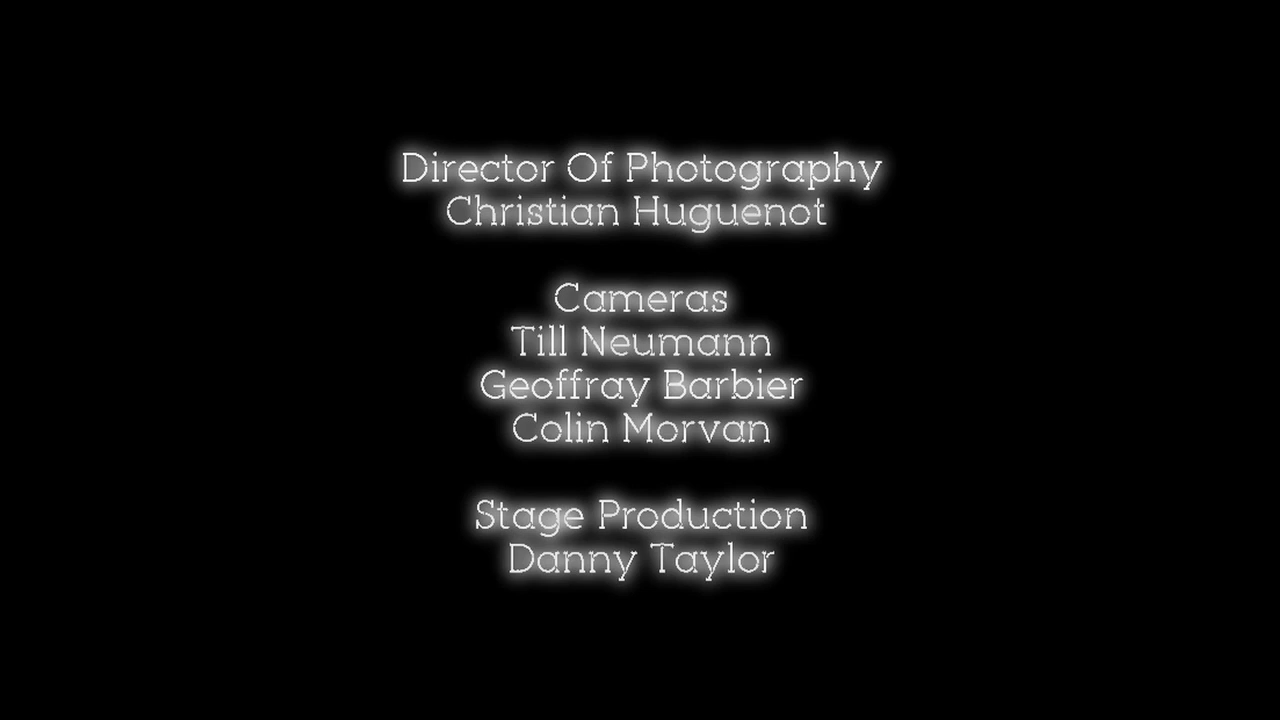 Director Of Photography
Christian Huguenot
Cameras
Till Neumann
Geoffray Barbier
Colin Morvan
Stage Production
Danny Taylor